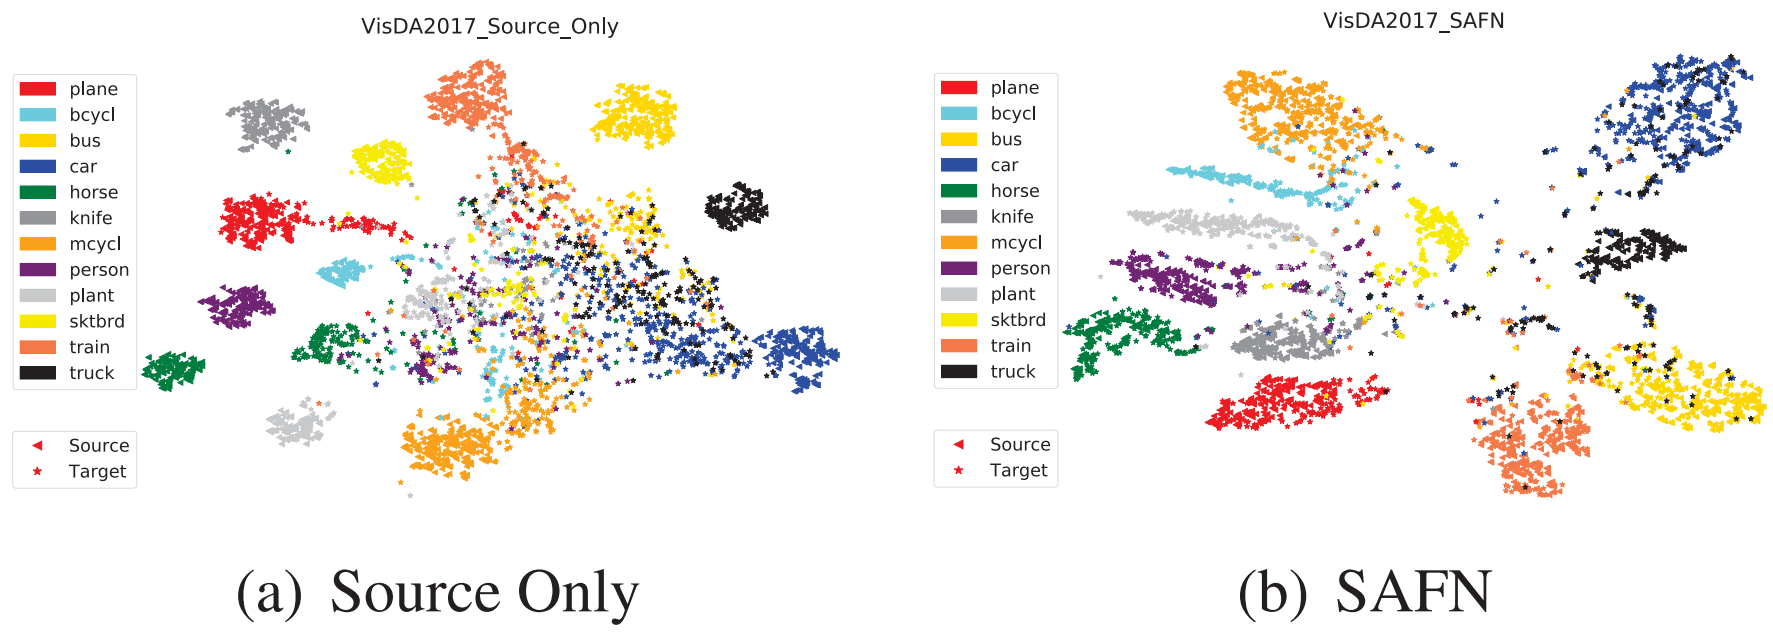 VisDA2017_Source_Only
plane
bcycl
bus
car
horse
knife
mcycl
person
plant
sktbrd
train
truck
Source
Target
(a) Source Only
VisDA2017_SAFN
plane
bcycl
bus
car
horse
knife
mcycl
person
plant
sktbrd
train
truck
Source
Target
(b) SAFN